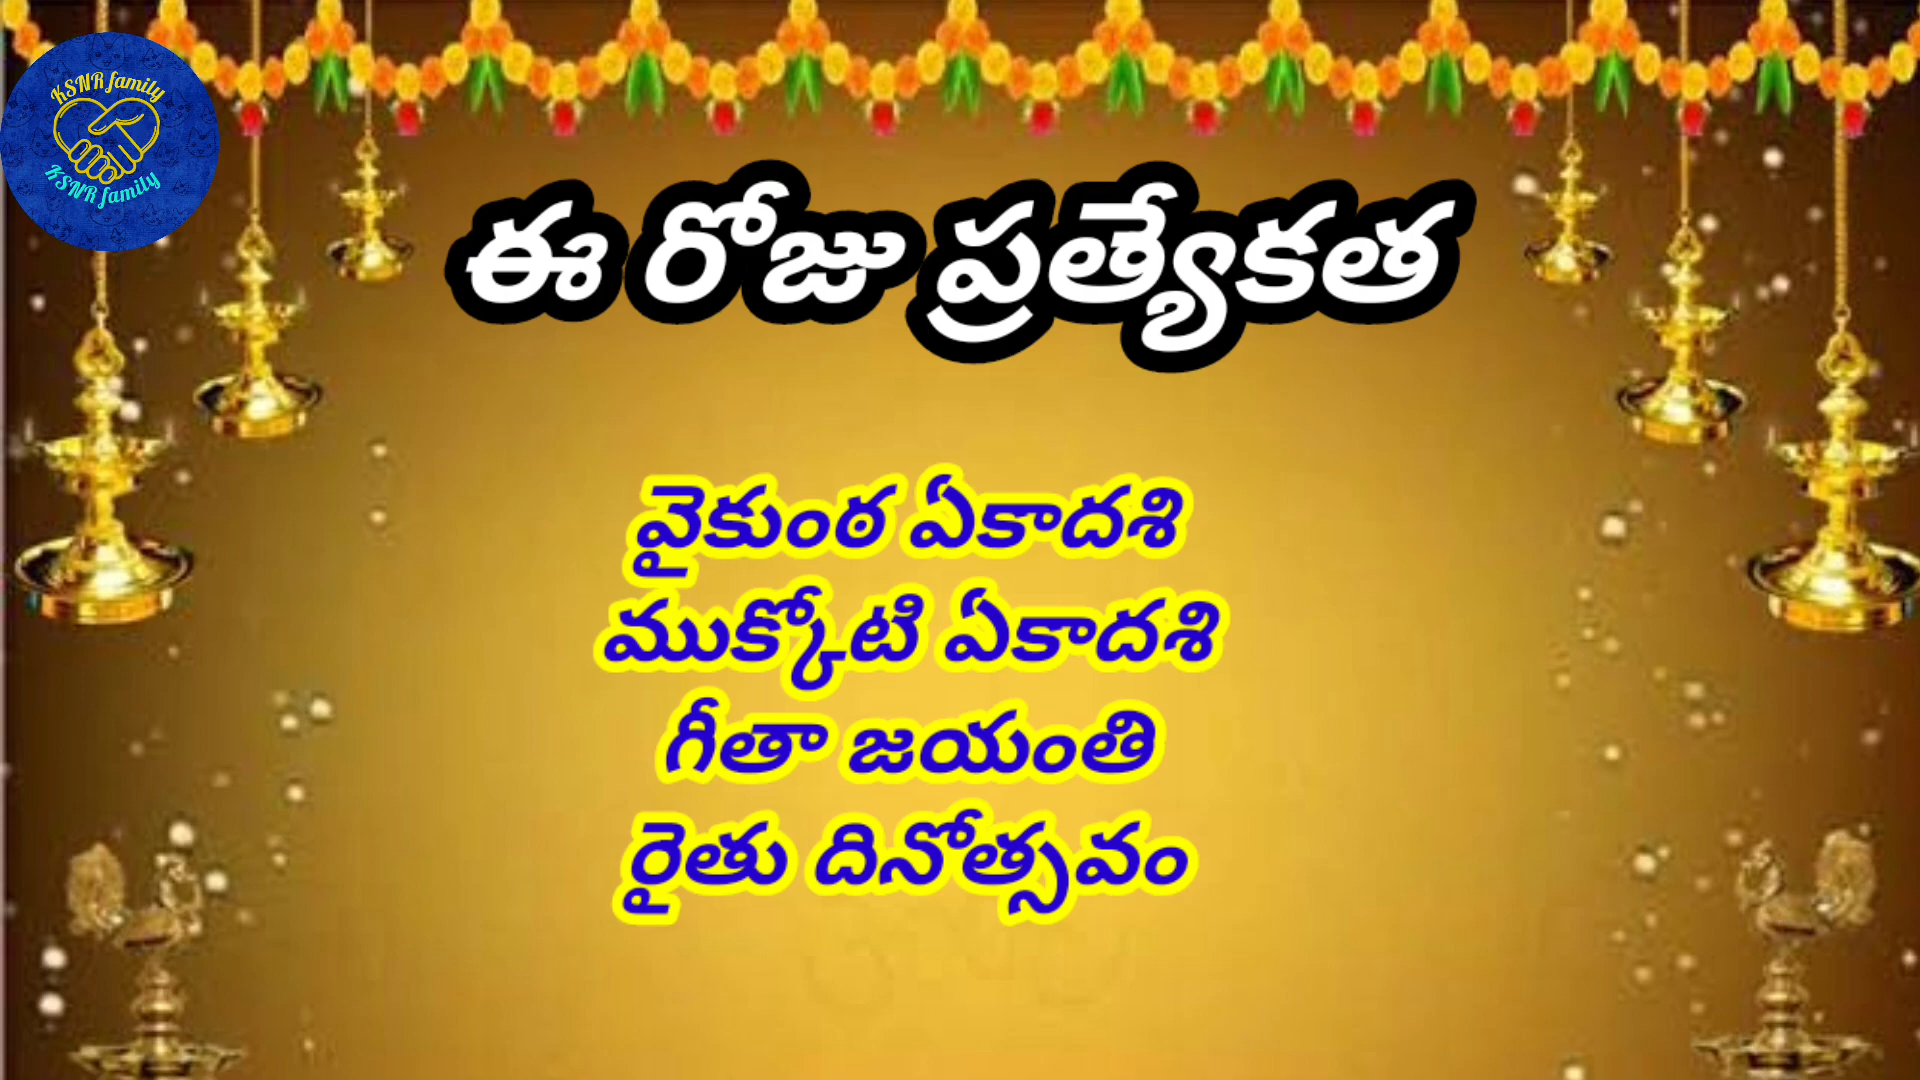 KSNR family
KSNR family
ఈ రోజు ప్రత్యేకత
వైకుంఠ ఏకాదశి
ముక్కోటి ఏకాదశి
గీతా జయంతి
రైతు దినోత్సవం